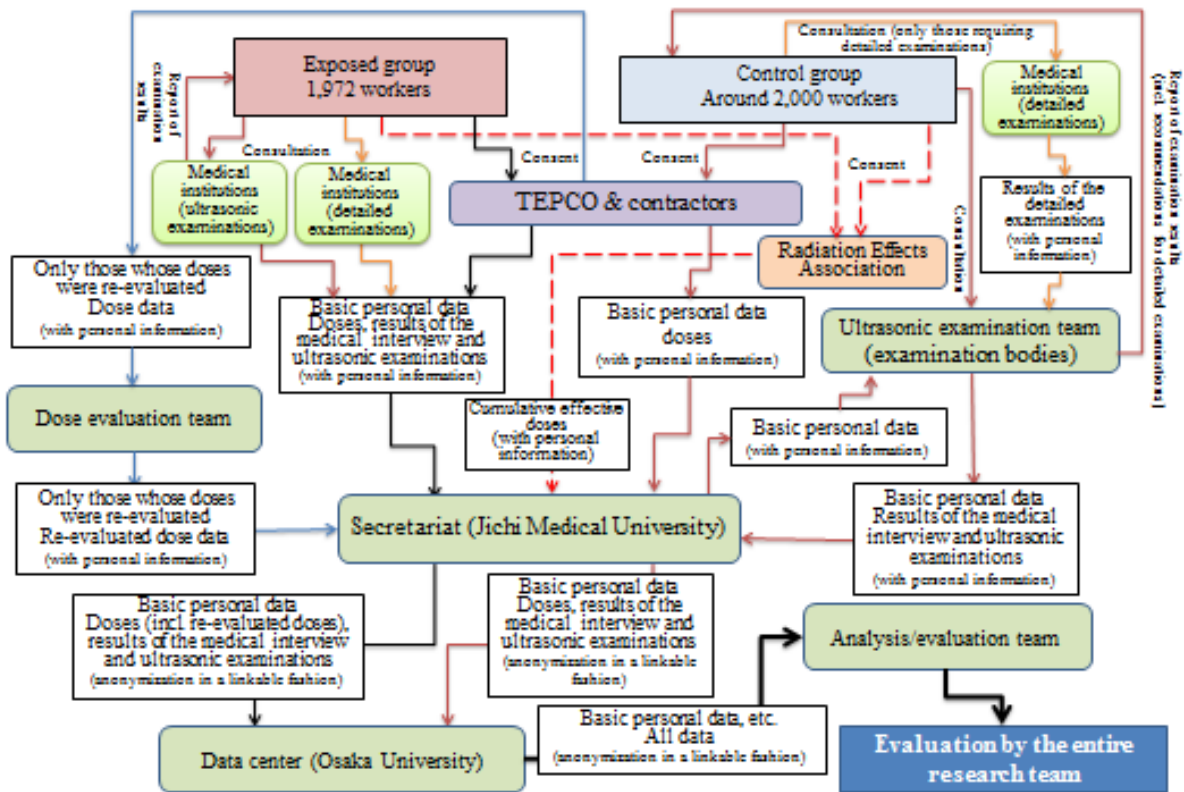 Consultation (only those requiring
detailed examinations)
Exposed group
1,972 workers
Control group
Around 2,000 workers
Medical
institutions
(detailed
examinations)
Report of
examination
results
Report of examination results
(incl. recommendations for detailed examinations)
Consultation
Consent
Consent
Consent
Medical
institutions
(ultrasonic
examinations)
Medical
institutions
(detailed
examinations)
TEPCO & contractors
Results of the
detailed
examinations
(with personal
information)
Consultation
Radiation Effects
Association
Only those whose doses
were re-evaluated
Dose data
(with personal information)
Basic personal data
Doses, results of the
medical interview and
ultrasonic examinations
(with personal information)
Basic personal data
doses
(with personal information)
Ultrasonic examination team
(examination bodies)
Dose evaluation team
Cumulative effective
doses
(with personal
information)
Basic personal data
(with personal information)
Only those whose doses
were re-evaluated
Re-evaluated dose data
(with personal information)
Secretariat (Jichi Medical University)
Basic personal data
Results of the medical
interview and ultrasonic
examinations
(with personal information)
Basic personal data
Doses (incl re-evaluated doses),
results of the medical interview
and ultrasonic examinations
(anonymization in a linkable fashion)
Basic personal data
Doses, results of the
medical interview and
ultrasonic examinations
(anonymization in a linkable
fashion)
Analysis/evaluation team
Data center (Osaka University)
Basic personal data, etc.
All data
(anonymization in a linkable fashion)
Evaluation by the entire
research team